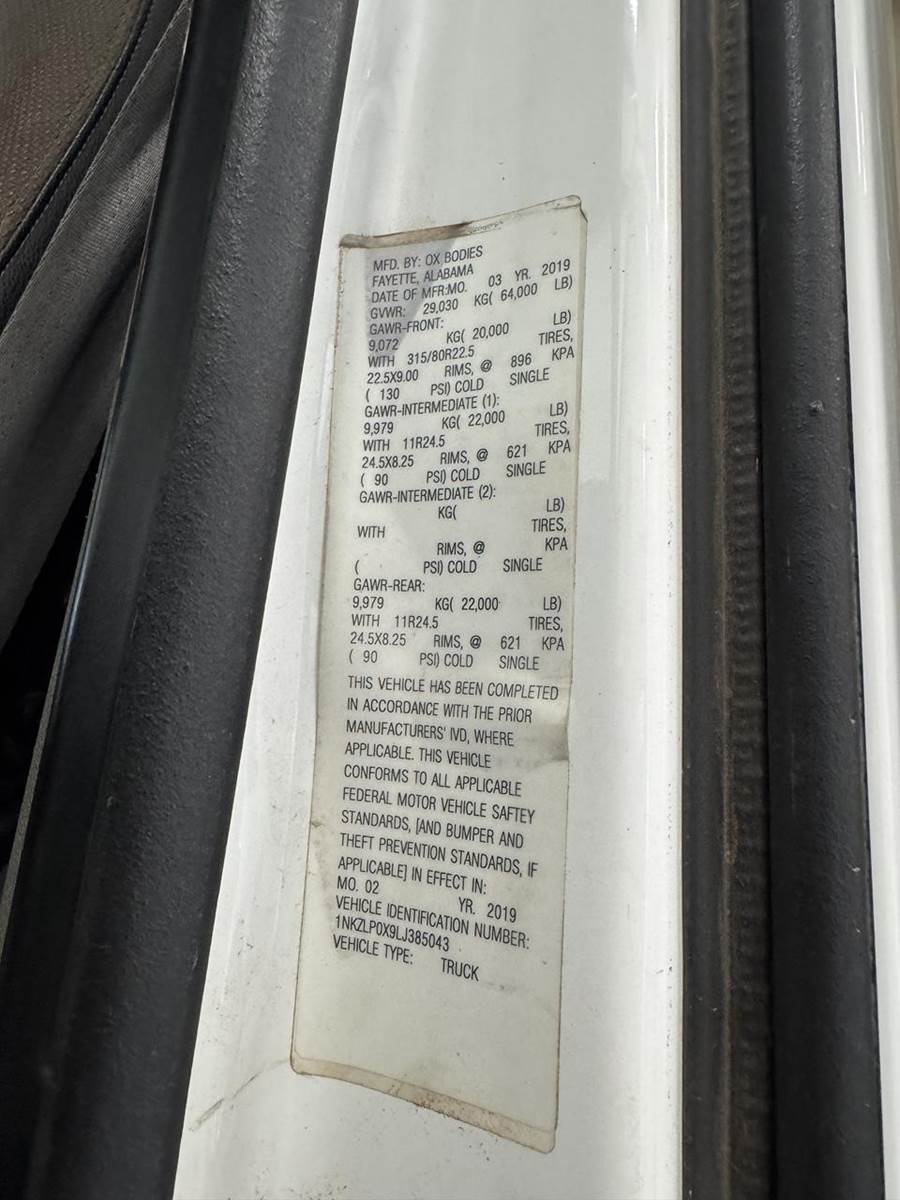 MFD. BY: OX BODIES
FAYETTE, ALABAMA
DATE OF MFR:MO. 03 YR. 2019
GVWR: 29,030 KG( 64,000 LB)
GAWR-FRONT:
9,072 KG( 20,000 LB)
WITH 315/80R22.5 TIRES,
22.5X9.00 RIMS, @ 896 KPA
( 130 PSI) COLD SINGLE
GAWR-INTERMEDIATE (1):
9,979 KG( 22,000 LB)
WITH 11R24.5 TIRES,
24.5X8.25 RIMS, @ 621 KPA
( 90 PSI) COLD SINGLE
GAWR-INTERMEDIATE (2):
KG( LB)
WITH TIRES,
RIMS, @ KPA
( PSI) COLD SINGLE
GAWR-REAR:
9,979 KG( 22,000 LB)
WITH 11R24.5 TIRES,
24.5X8.25 RIMS, @ 621 KPA
( 90 PSI) COLD SINGLE
THIS VEHICLE HAS BEEN COMPLETED
IN ACCORDANCE WITH THE PRIOR
MANUFACTURERS' IVD, WHERE
APPLICABLE. THIS VEHICLE
CONFORMS TO ALL APPLICABLE
FEDERAL MOTOR VEHICLE SAFTEY
STANDARDS, [AND BUMPER AND
THEFT PREVENTION STANDARDS, IF
APPLICABLE] IN EFFECT IN:
MO. 02 YR. 2019
VEHICLE IDENTIFICATION NUMBER:
1NKZLP0X9LJ385043
VEHICLE TYPE: TRUCK